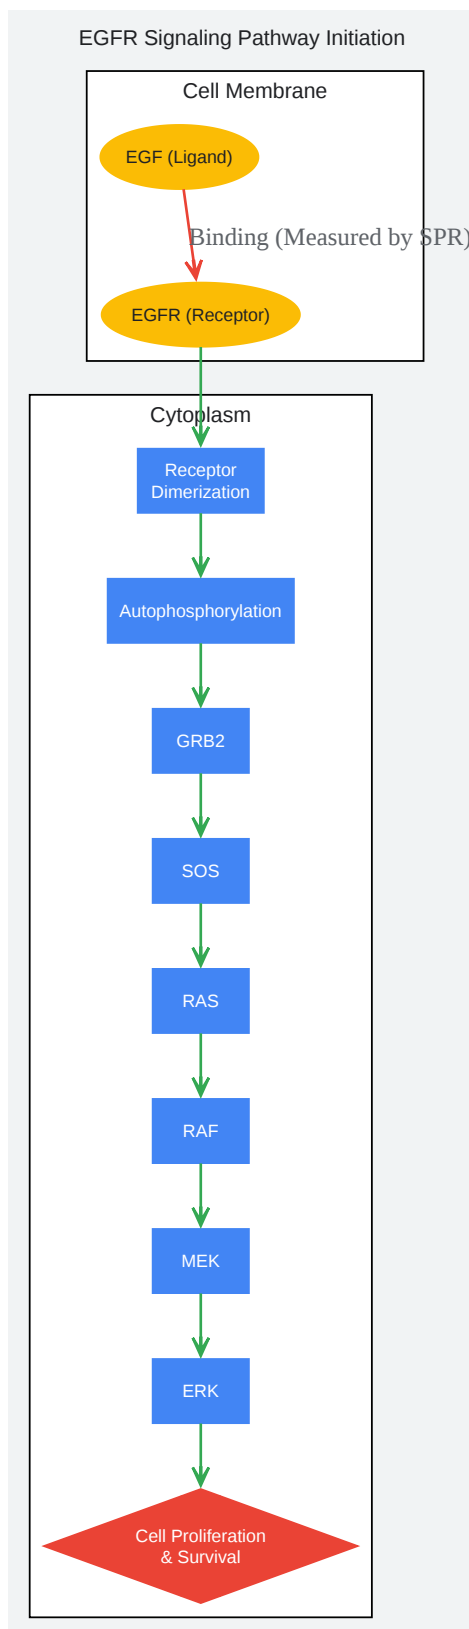 EGFR Signaling Pathway Initiation
Cell Membrane
EGF (Ligand)
Binding (Measured by SPR)
EGFR (Receptor)
Cytoplasm
Receptor
Dimerization
Autophosphorylation
GRB2
SOS
RAS
RAF
MEK
ERK
Cell Proliferation
& Survival